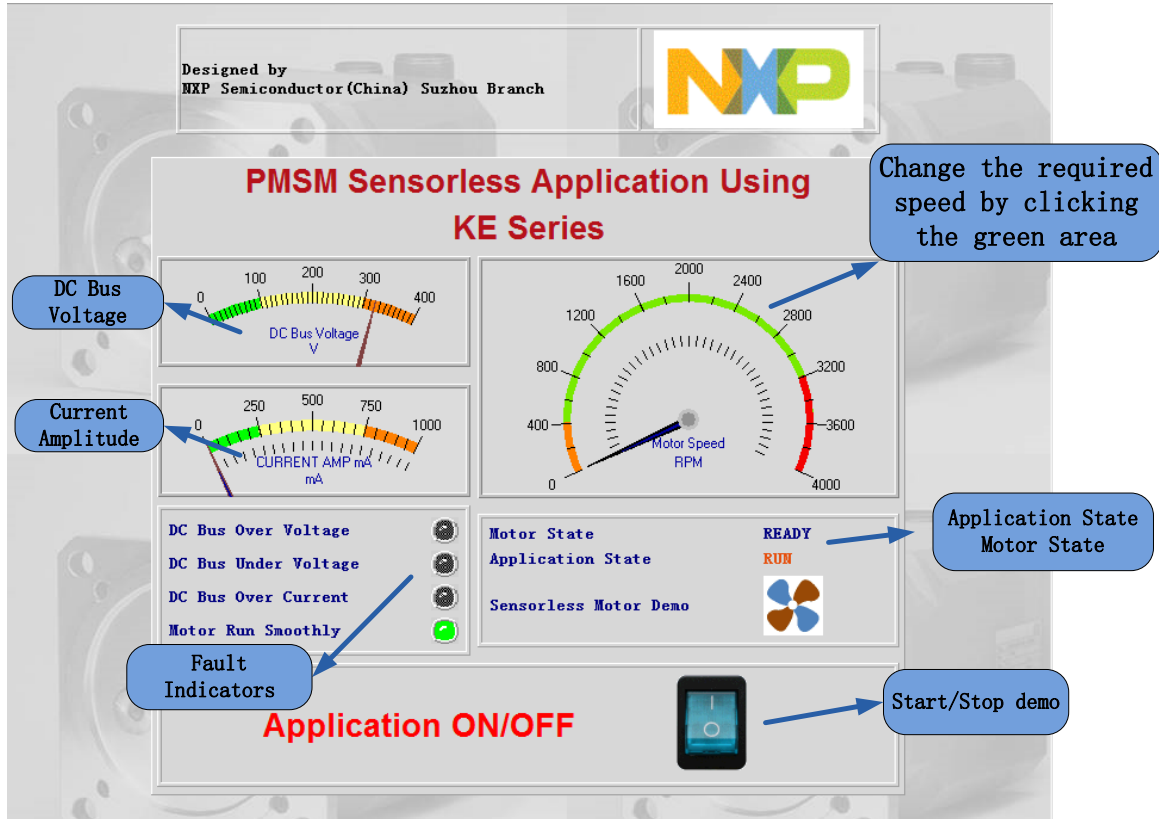 Designed by
NXP Semiconductor(China) Suzhou Branch
NXP
PMSM Sensorless Application Using
KE Series
Change the required
speed by clicking
the green area
DC Bus
Voltage
0 100 200 300 400
DC Bus Voltage
V
Current
Amplitude
0 250 500 750 1000
CURRENT AMP mA
mA
0 400 800 1200 1600 2000 2400 2800 3200 3600 4000
Motor Speed
RPM
DC Bus Over Voltage
DC Bus Under Voltage
DC Bus Over Current
Motor Run Smoothly
Fault
Indicators
Motor State READY
Application State RUN
Sensorless Motor Demo
Application State
Motor State
Application ON/OFF
Start/Stop demo